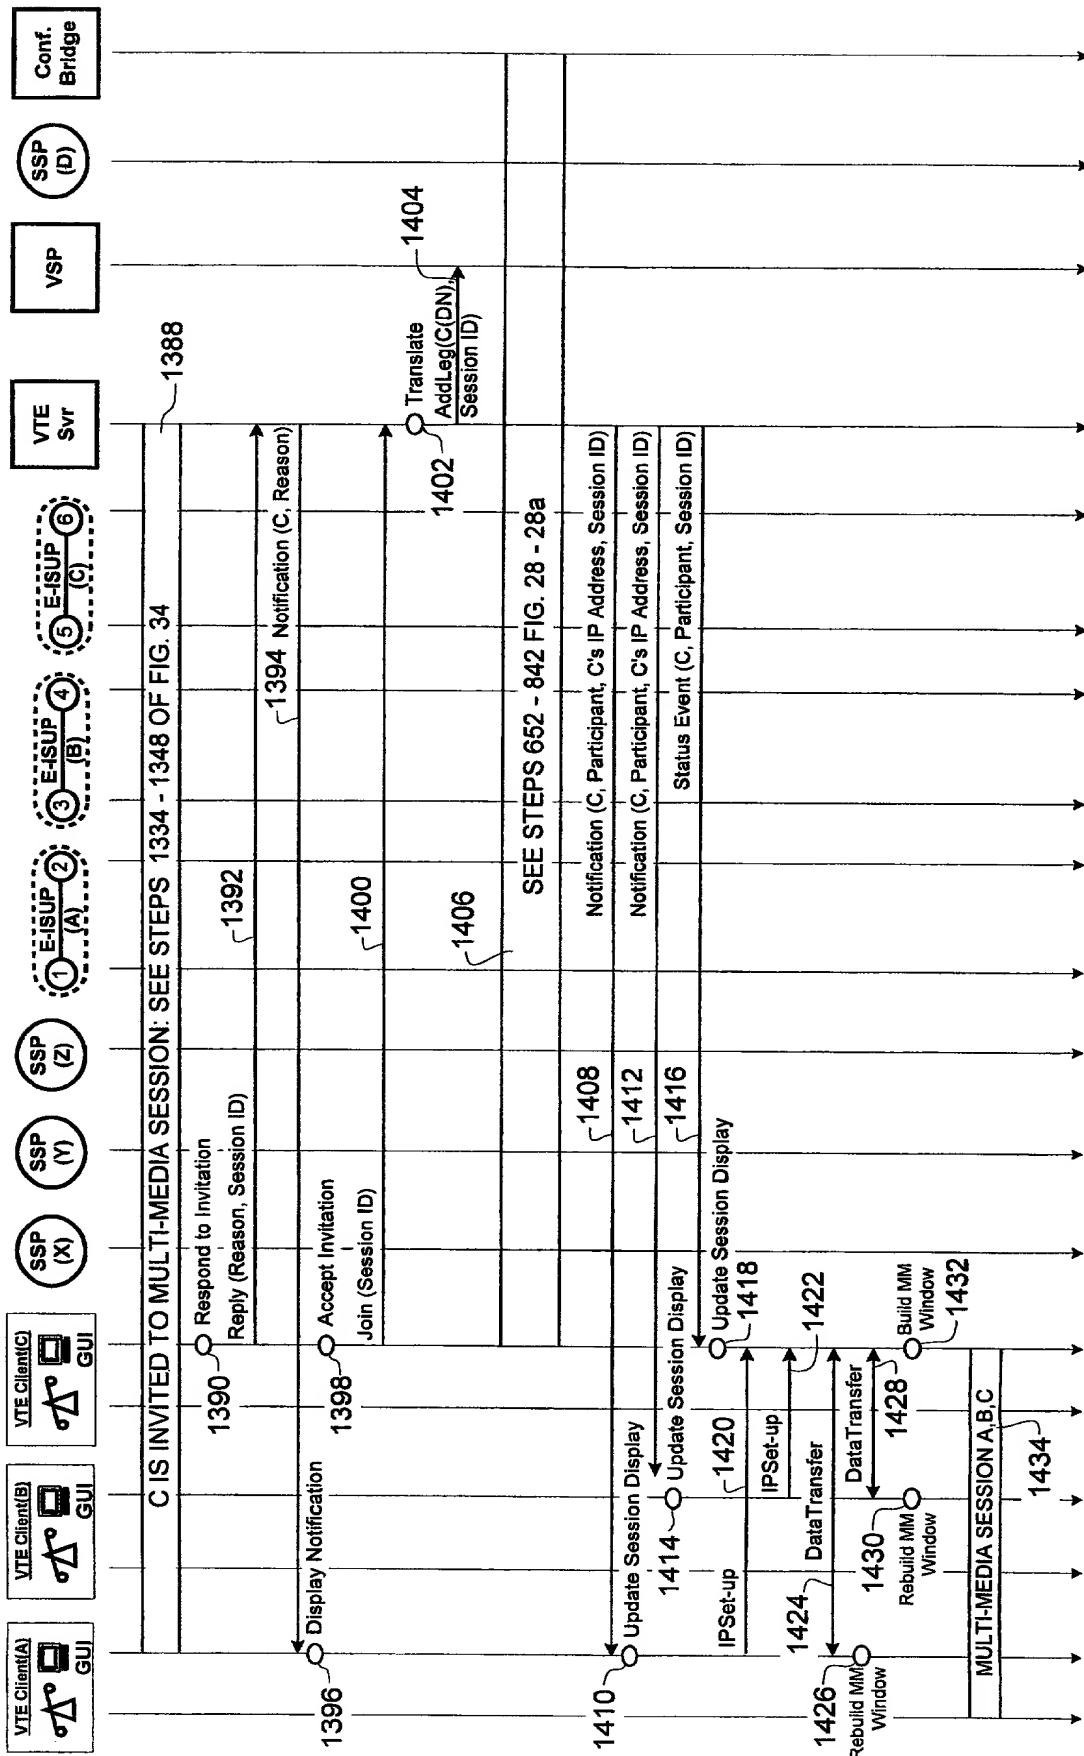 VTE Client(A)
GUI
VTE Client(B)
GUI
VTE Client(C)
GUI
SSP
(X)
SSP
(Y)
SSP
(Z)
1
E-ISUP
(A)
2
3
E-ISUP
(B)
4
5
E-ISUP
(C)
6
VTE
Svr
VSP
SSP
(D)
Conf.
Bridge
C IS INVITED TO MULTI-MEDIA SESSION: SEE STEPS 1334 - 1348 OF FIG. 34
1388
1390
Respond to Invitation
Reply (Reason, Session ID)
1392
1394 Notification (C, Reason)
1396
Display Notification
1398
Accept Invitation
Join (Session ID)
1400
1402
Translate
AddLeg(C(DN),
Session ID)
1404
1406
SEE STEPS 652 - 842 FIG. 28 - 28a
1408
Notification (C, Participant, C's IP Address, Session ID)
1410
Update Session Display
1412
Notification (C, Participant, C's IP Address, Session ID)
1414
Update Session Display
1416
Status Event (C, Participant, Session ID)
1418
Update Session Display
IPSet-up
1420
IPSet-up
1422
1424
DataTransfer
1426
Rebuild MM
Window
DataTransfer
1428
1430
Rebuild MM
Window
Build MM
Window
1432
MULTI-MEDIA SESSION A,B,C
1434